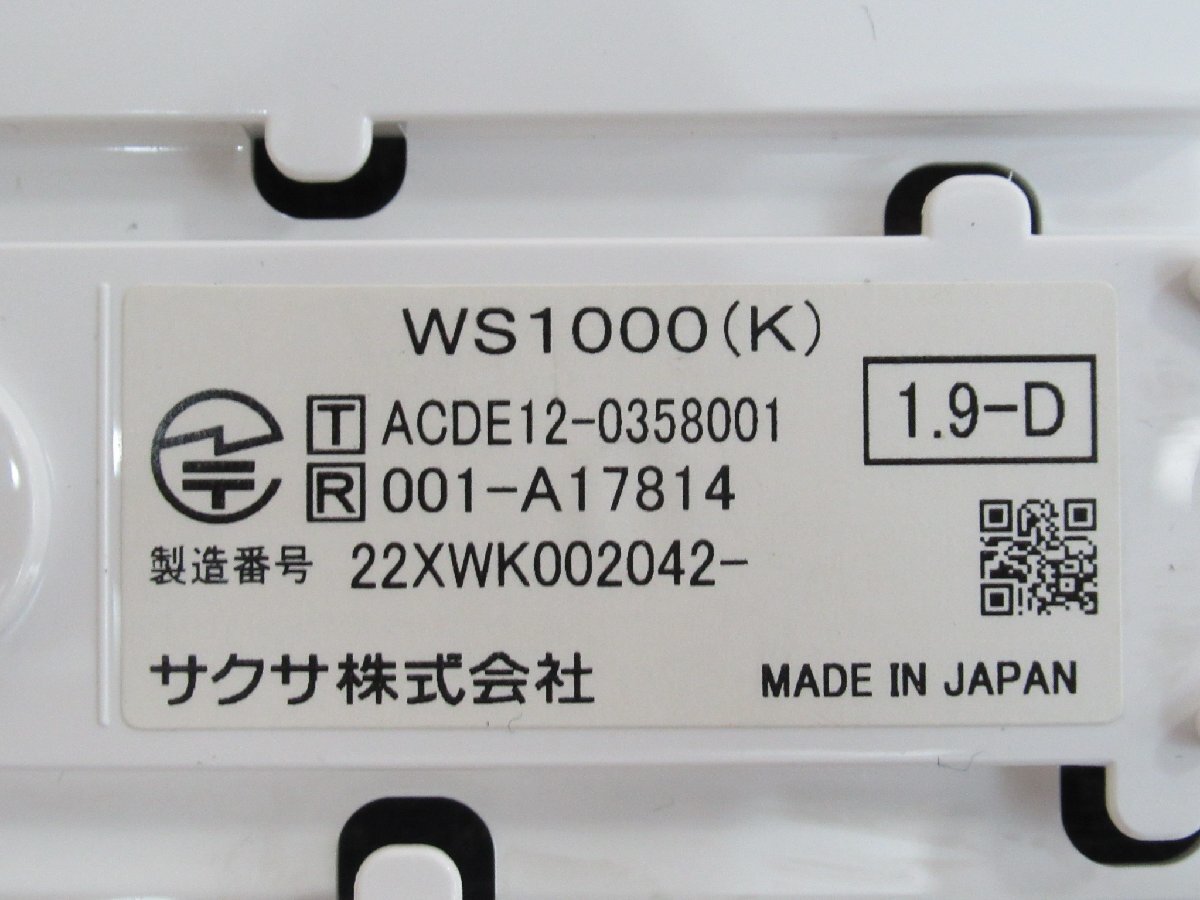 WS1000(K)
T ACDE12-0358001
1.9-D
R 001-A17814
製造番号 22XWK002042-
サクサ株式会社
MADE IN JAPAN